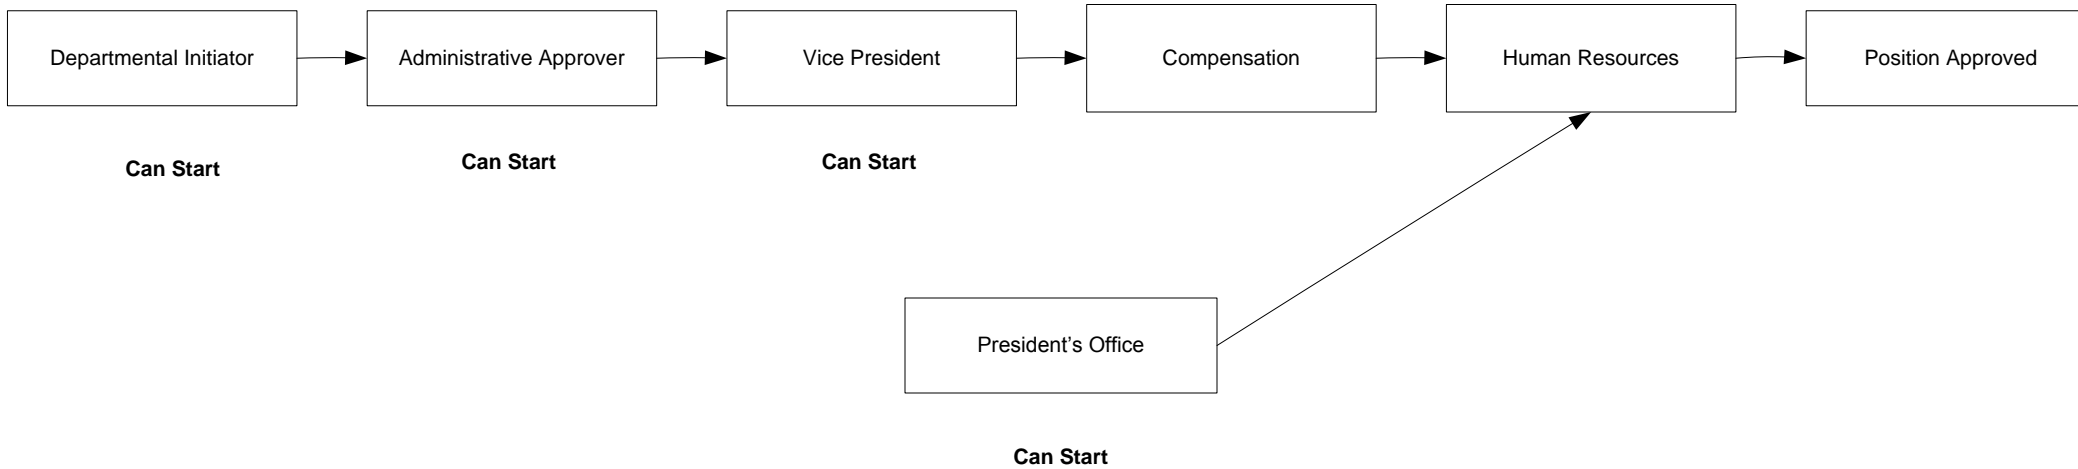 Departmental Initiator
Administrative Approver
Vice President
Compensation
Human Resources
Position Approved
Can Start
Can Start
Can Start
President’s Office
Can Start